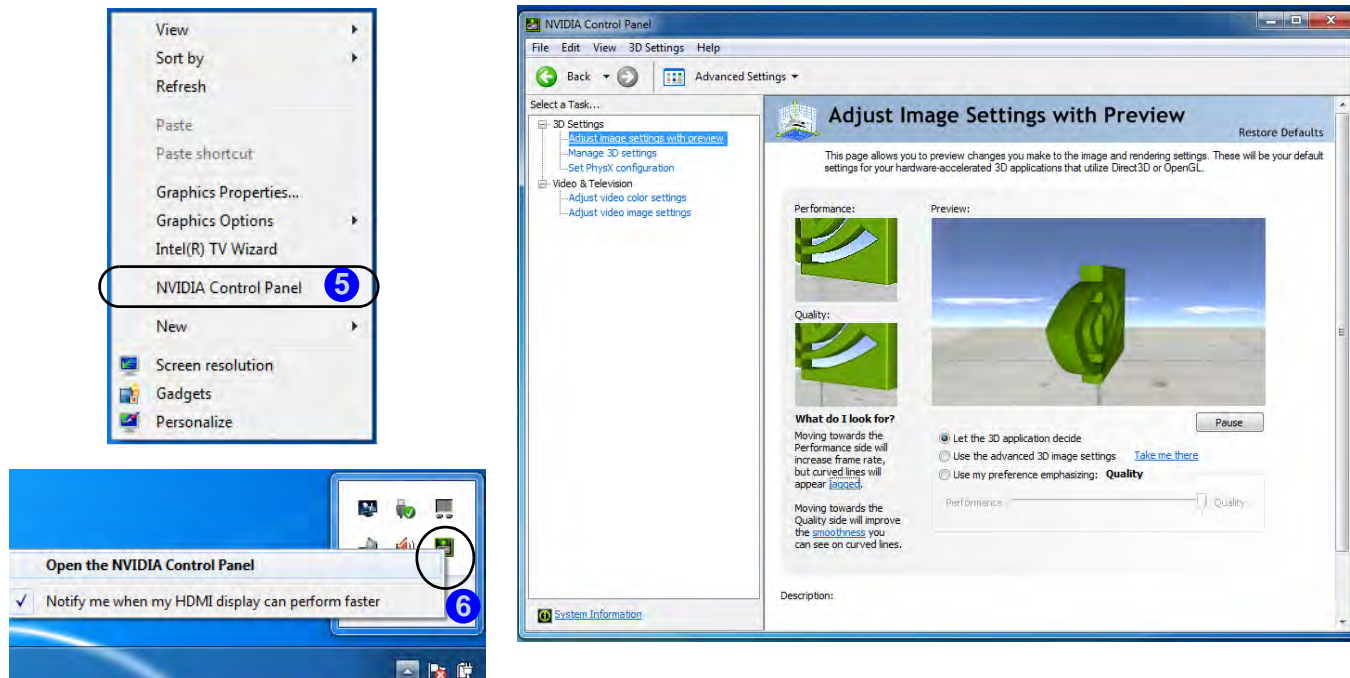 View
Sort by
Refresh
Paste
Paste shortcut
Graphics Properties...
Graphics Options
Intel(R) TV Wizard
NVIDIA Control Panel
5
New
Screen resolution
Gadgets
Personalize
Open the NVIDIA Control Panel
Notify me when my HDMI display can perform faster
6
NVIDIA Control Panel
File Edit View 3D Settings Help
Back Advanced Settings
Select a Task...
3D Settings
Adjust image settings with preview
Manage 3D settings
Set PhysX configuration
Video & Television
Adjust video color settings
Adjust video image settings
System Information
Adjust Image Settings with Preview
Restore Defaults
This page allows you to preview changes you make to the image and rendering settings. These will be your default
settings for your hardware-accelerated 3D applications that utilize Direct3D or OpenGL.
Performance:
Preview:
Quality:
What do I look for?
Moving towards the
Performance side will
increase frame rate,
but curved lines will
appear jagged.
Moving towards the
Quality side will improve
the smoothness you
can see on curved lines.
Pause
Let the 3D application decide
Use the advanced 3D image settings Take me there
Use my preference emphasizing: Quality
Performance Quality
Description: